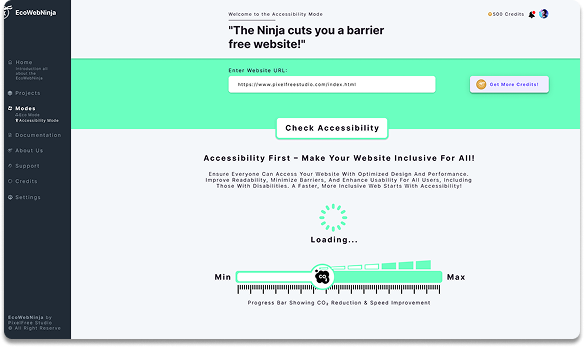 EcoWebNinja
Home
Introduction all
about the
EcoWebNinja
Projects
Modes
Eco Mode
Accessibility Mode
Documentation
About Us
Support
Credits
Settings
EcoWebNinja by
PixelFree Studio
© All Right Reserve
Welcome to the Accessibility Mode
500 Credits
"The Ninja cuts you a barrier
free website!"
Enter Website URL:
https://www.pixelfreestudio.com/index.html
Get More Credits!
Check Accessibility
Accessibility First – Make Your Website Inclusive For All!
Ensure Everyone Can Access Your Website With Optimized Design And Performance.
Improve Readability, Minimize Barriers, And Enhance Usability For All Users, Including
Those With Disabilities. A Faster, More Inclusive Web Starts With Accessibility!
Loading...
Min
CO₂
Max
Progress Bar Showing CO₂ Reduction & Speed Improvement